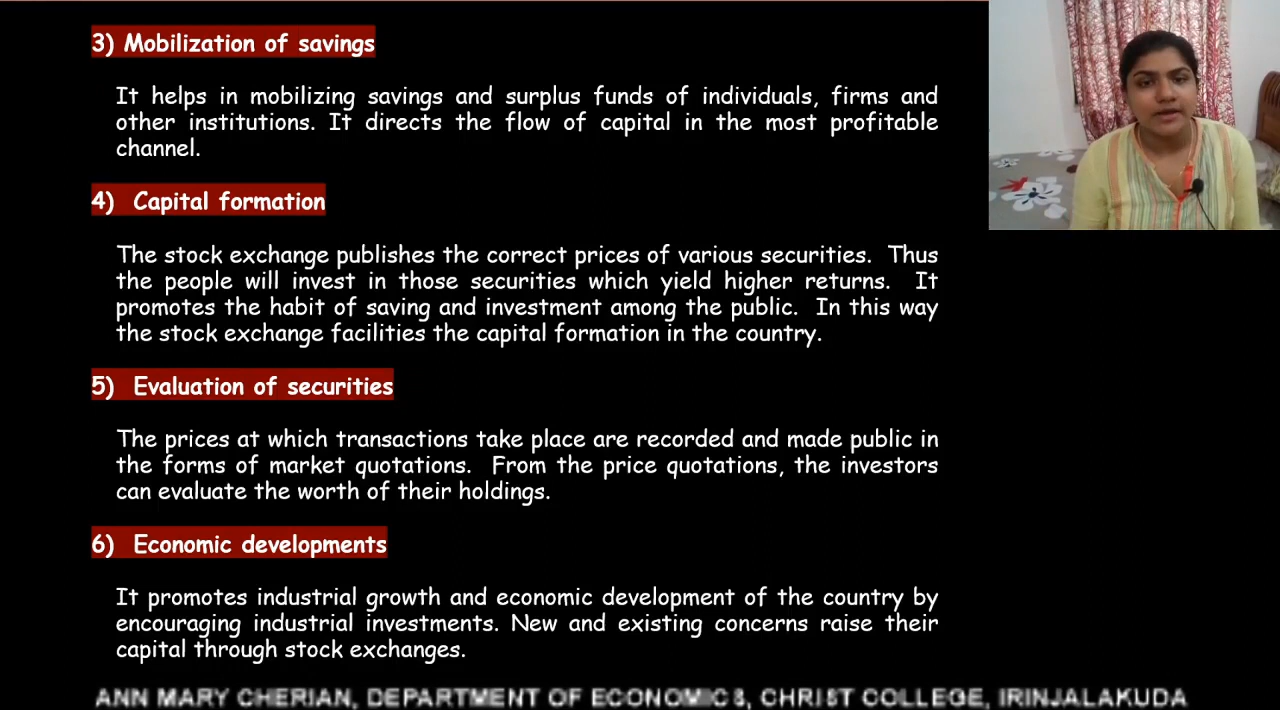 3) Mobilization of savings
It helps in mobilizing savings and surplus funds of individuals, firms and
other institutions. It directs the flow of capital in the most profitable
channel.
4) Capital formation
The stock exchange publishes the correct prices of various securities. Thus
the people will invest in those securities which yield higher returns. It
promotes the habit of saving and investment among the public. In this way
the stock exchange facilities the capital formation in the country.
5) Evaluation of securities
The prices at which transactions take place are recorded and made public in
the forms of market quotations. From the price quotations, the investors
can evaluate the worth of their holdings.
6) Economic developments
It promotes industrial growth and economic development of the country by
encouraging industrial investments. New and existing concerns raise their
capital through stock exchanges.
ANN MARY CHERIAN, DEPARTMENT OF ECONOMICS, CHRIST COLLEGE, IRINJALAKUDA